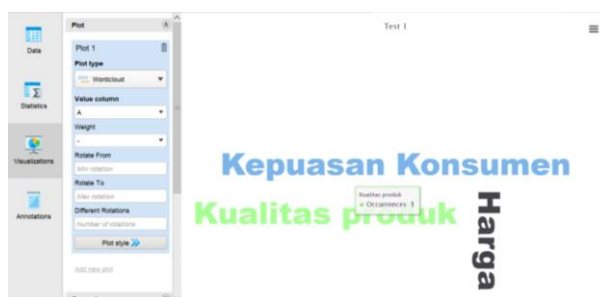 Data
Statistics
Visualizations
Annotations
Plot
Plot 1
Plot type
Wordcloud
Value column
A
Weight
-
Rotate From
Min rotation
Rotate To
Max rotation
Different Rotations
Number of rotations
Plot style
Add new plot
Test 1
Kepuasan Konsumen
Kualitas produk
Kualitas produk
Occurrences 1
Harga